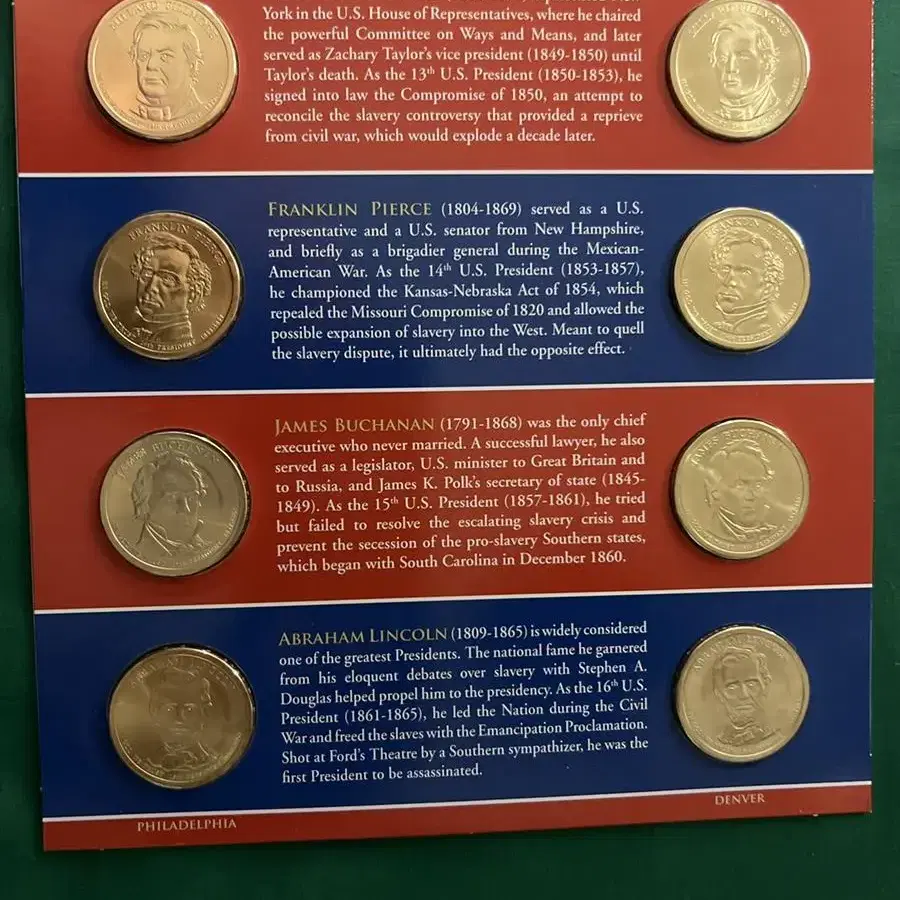 York in the U.S. House of Representatives, where he chaired
the powerful Committee on Ways and Means, and later
served as Zachary Taylor's vice president (1849-1850) until
Taylor's death. As the 13th U.S. President (1850-1853), he
signed into law the Compromise of 1850, an attempt to
reconcile the slavery controversy that provided a reprieve
from civil war, which would explode a decade later.
MILLARD FILLMORE
FRANKLIN PIERCE (1804-1869) served as a U.S.
representative and a U.S. senator from New Hampshire,
and briefly as a brigadier general during the Mexican-
American War. As the 14th U.S. President (1853-1857),
he championed the Kansas-Nebraska Act of 1854, which
repealed the Missouri Compromise of 1820 and allowed the
possible expansion of slavery into the West. Meant to quell
the slavery dispute, it ultimately had the opposite effect.
FRANKLIN PIERCE
FRANKLIN PIERCE
JAMES BUCHANAN (1791-1868) was the only chief
executive who never married. A successful lawyer, he also
served as a legislator, U.S. minister to Great Britain and
to Russia, and James K. Polk's secretary of state (1845-
1849). As the 15th U.S. President (1857-1861), he tried
but failed to resolve the escalating slavery crisis and
prevent the secession of the pro-slavery Southern states,
which began with South Carolina in December 1860.
JAMES BUCHANAN
JAMES BUCHANAN
ABRAHAM LINCOLN (1809-1865) is widely considered
one of the greatest Presidents. The national fame he garnered
from his eloquent debates over slavery with Stephen A.
Douglas helped propel him to the presidency. As the 16th U.S.
President (1861-1865), he led the Nation during the Civil
War and freed the slaves with the Emancipation Proclamation.
Shot at Ford's Theatre by a Southern sympathizer, he was the
first President to be assassinated.
ABRAHAM LINCOLN
PHILADELPHIA
DENVER